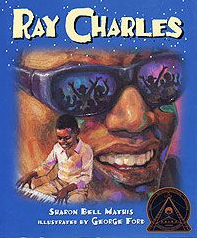 RAY CHARLES
SHARON BELL MATHIS
ILLUSTRATED BY GEORGE FORD